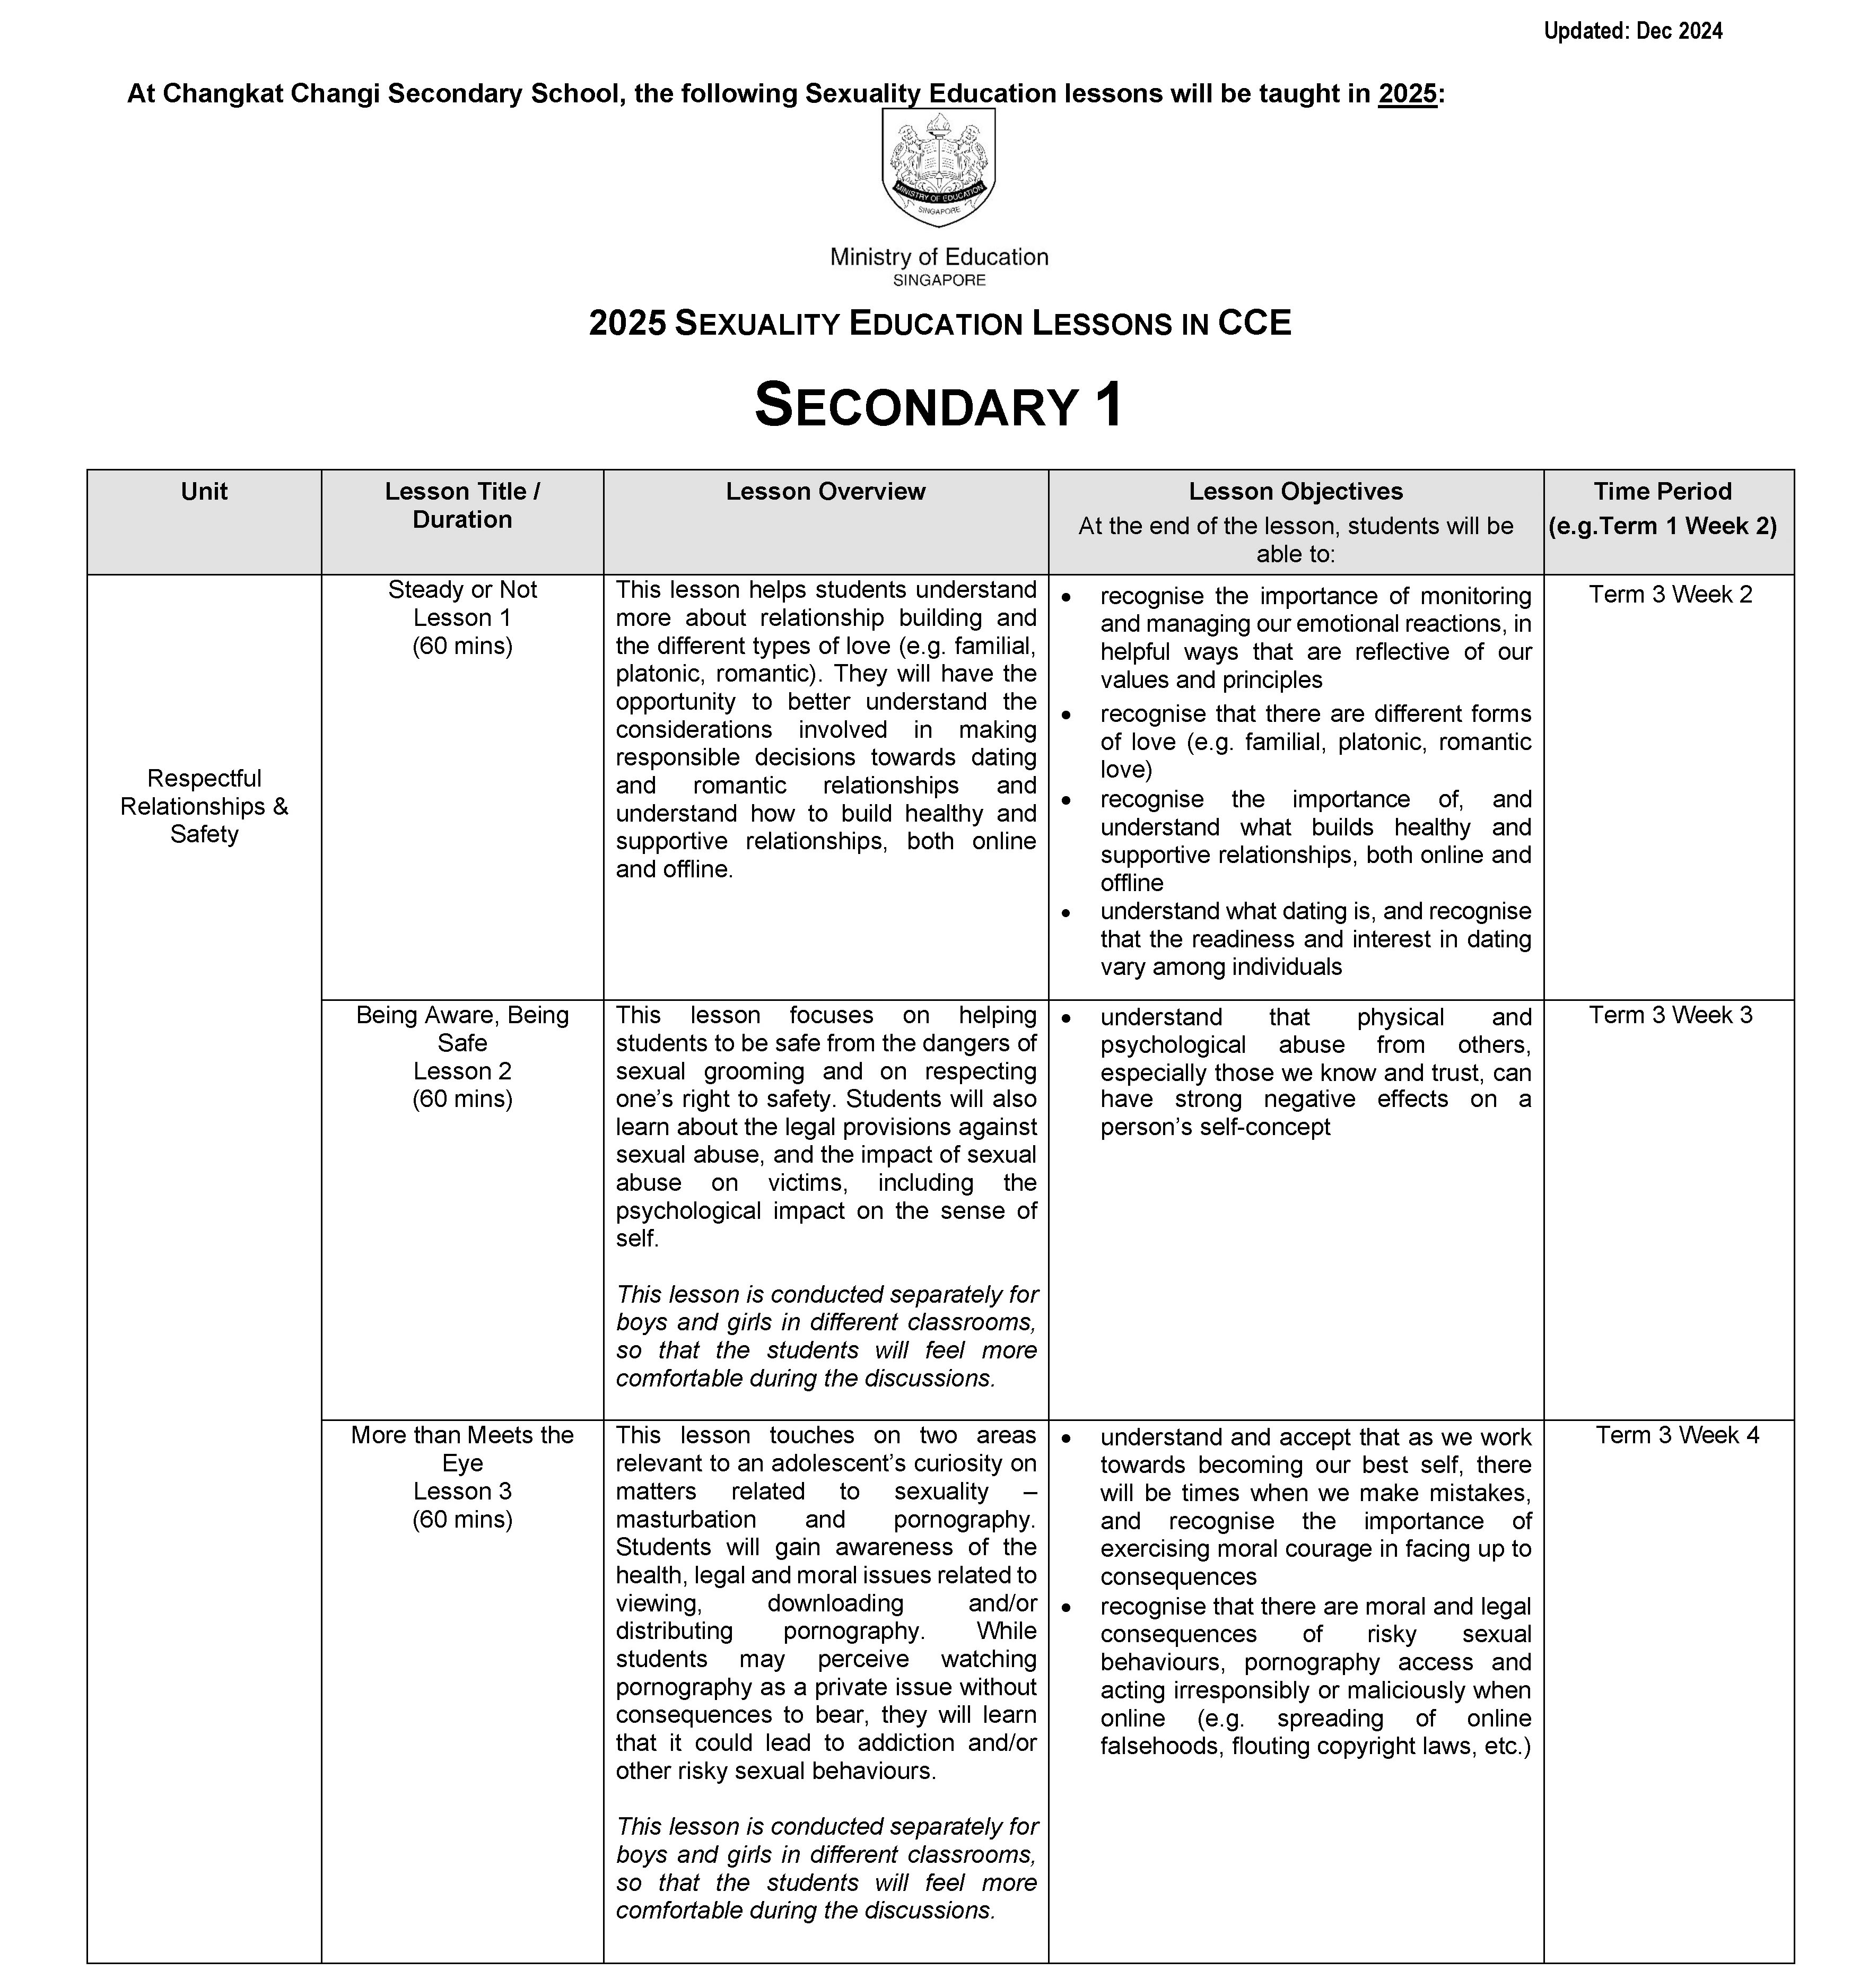 Updated: Dec 2024
At Changkat Changi Secondary School, the following Sexuality Education lessons will be taught in 2025:
MINISTRY OF EDUCATION
SINGAPORE
Ministry of Education
SINGAPORE
2025 SEXUALITY EDUCATION LESSONS IN CCE
SECONDARY 1
Unit
Lesson Title /
Duration
Lesson Overview
Lesson Objectives
At the end of the lesson, students will be
able to:
Time Period
(e.g.Term 1 Week 2)
Respectful
Relationships &
Safety
Steady or Not
Lesson 1
(60 mins)
This lesson helps students understand
more about relationship building and
the different types of love (e.g. familial,
platonic, romantic). They will have the
opportunity to better understand the
considerations involved in making
responsible decisions towards dating
and romantic relationships and
understand how to build healthy and
supportive relationships, both online
and offline.
• recognise the importance of monitoring
and managing our emotional reactions, in
helpful ways that are reflective of our
values and principles
• recognise that there are different forms
of love (e.g. familial, platonic, romantic
love)
• recognise the importance of, and
understand what builds healthy and
supportive relationships, both online and
offline
• understand what dating is, and recognise
that the readiness and interest in dating
vary among individuals
Term 3 Week 2
Being Aware, Being
Safe
Lesson 2
(60 mins)
This lesson focuses on helping
students to be safe from the dangers of
sexual grooming and on respecting
one’s right to safety. Students will also
learn about the legal provisions against
sexual abuse, and the impact of sexual
abuse on victims, including the
psychological impact on the sense of
self.
This lesson is conducted separately for
boys and girls in different classrooms,
so that the students will feel more
comfortable during the discussions.
• understand that physical and
psychological abuse from others,
especially those we know and trust, can
have strong negative effects on a
person’s self-concept
Term 3 Week 3
More than Meets the
Eye
Lesson 3
(60 mins)
This lesson touches on two areas
relevant to an adolescent’s curiosity on
matters related to sexuality –
masturbation and pornography.
Students will gain awareness of the
health, legal and moral issues related to
viewing, downloading and/or
distributing pornography. While
students may perceive watching
pornography as a private issue without
consequences to bear, they will learn
that it could lead to addiction and/or
other risky sexual behaviours.
This lesson is conducted separately for
boys and girls in different classrooms,
so that the students will feel more
comfortable during the discussions.
• understand and accept that as we work
towards becoming our best self, there
will be times when we make mistakes,
and recognise the importance of
exercising moral courage in facing up to
consequences
• recognise that there are moral and legal
consequences of risky sexual
behaviours, pornography access and
acting irresponsibly or maliciously when
online (e.g. spreading of online
falsehoods, flouting copyright laws, etc.)
Term 3 Week 4